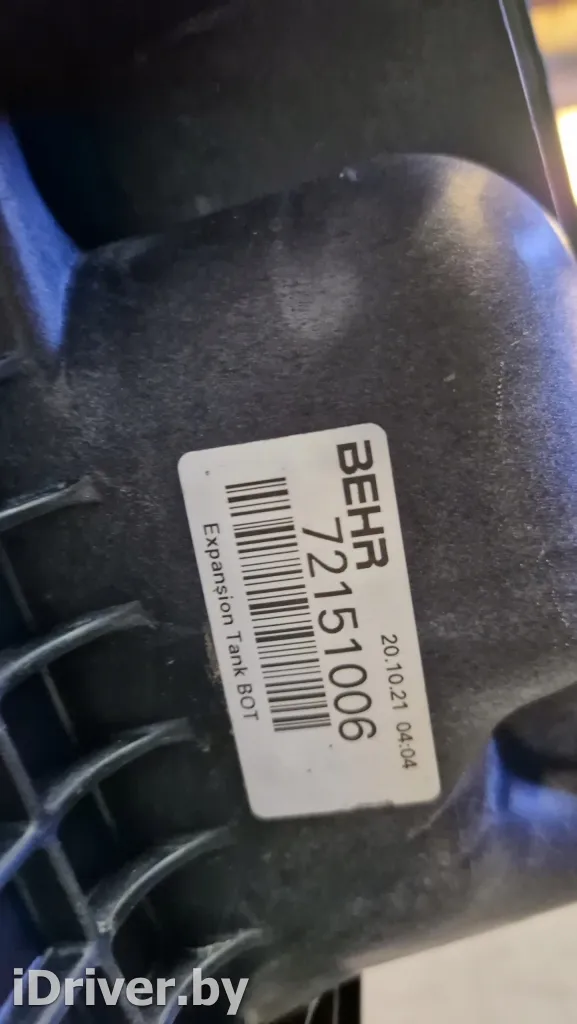 BEHR
20.10.21 04:04
72151006
Expansion Tank BOT
iDriver.by